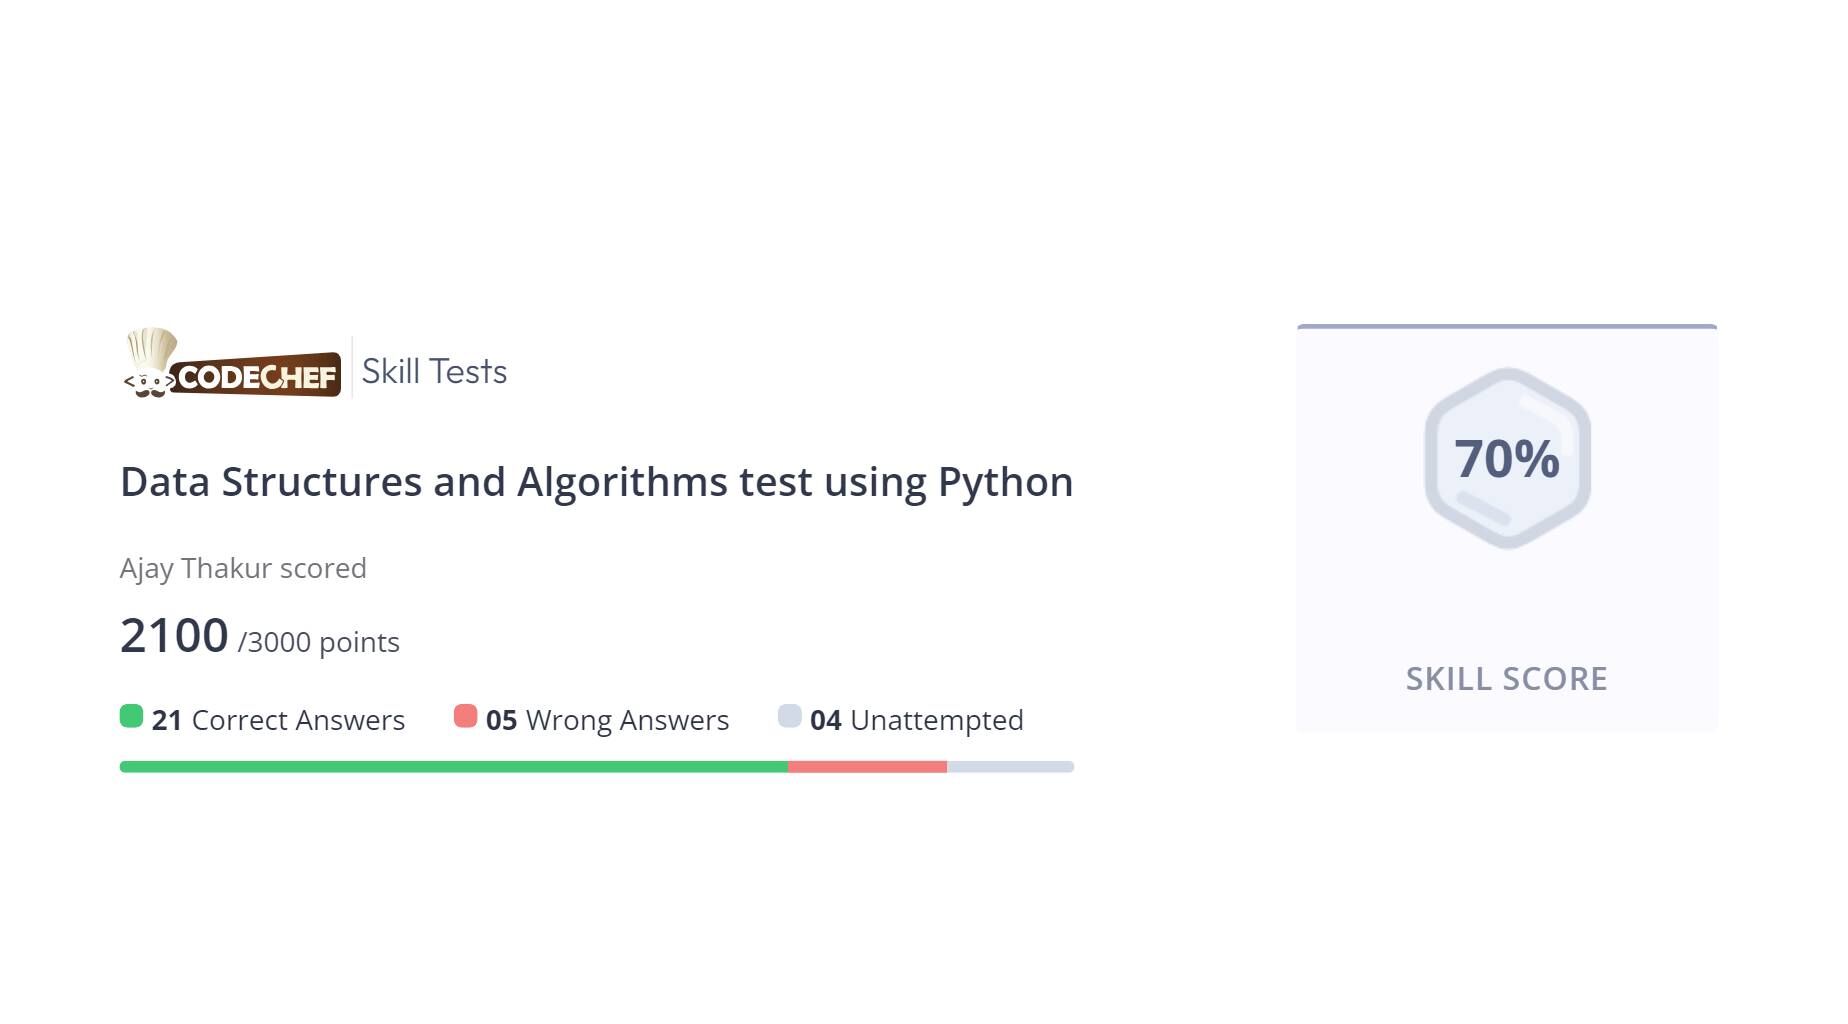 CODECHEF Skill Tests
Data Structures and Algorithms test using Python
Ajay Thakur scored
2100 /3000 points
21 Correct Answers 05 Wrong Answers 04 Unattempted
70%
SKILL SCORE